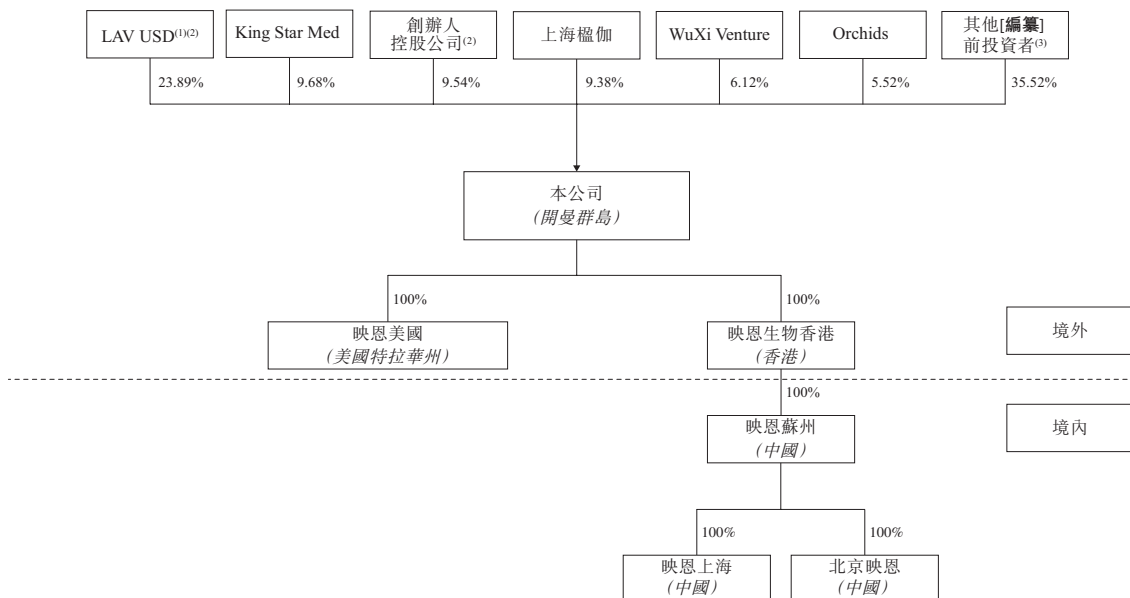 LAV USD(1)(2)
King Star Med
創辦人
控股公司(2)
上海楹伽
WuXi Venture
Orchids
其他[編纂]
前投資者(3)
23.89%
9.68%
9.54%
9.38%
6.12%
5.52%
35.52%
本公司
(開曼群島)
100%
100%
映恩美國
(美國特拉華州)
映恩生物香港
(香港)
境外
100%
映恩蘇州
(中國)
境內
100%
100%
映恩上海
(中國)
北京映恩
(中國)